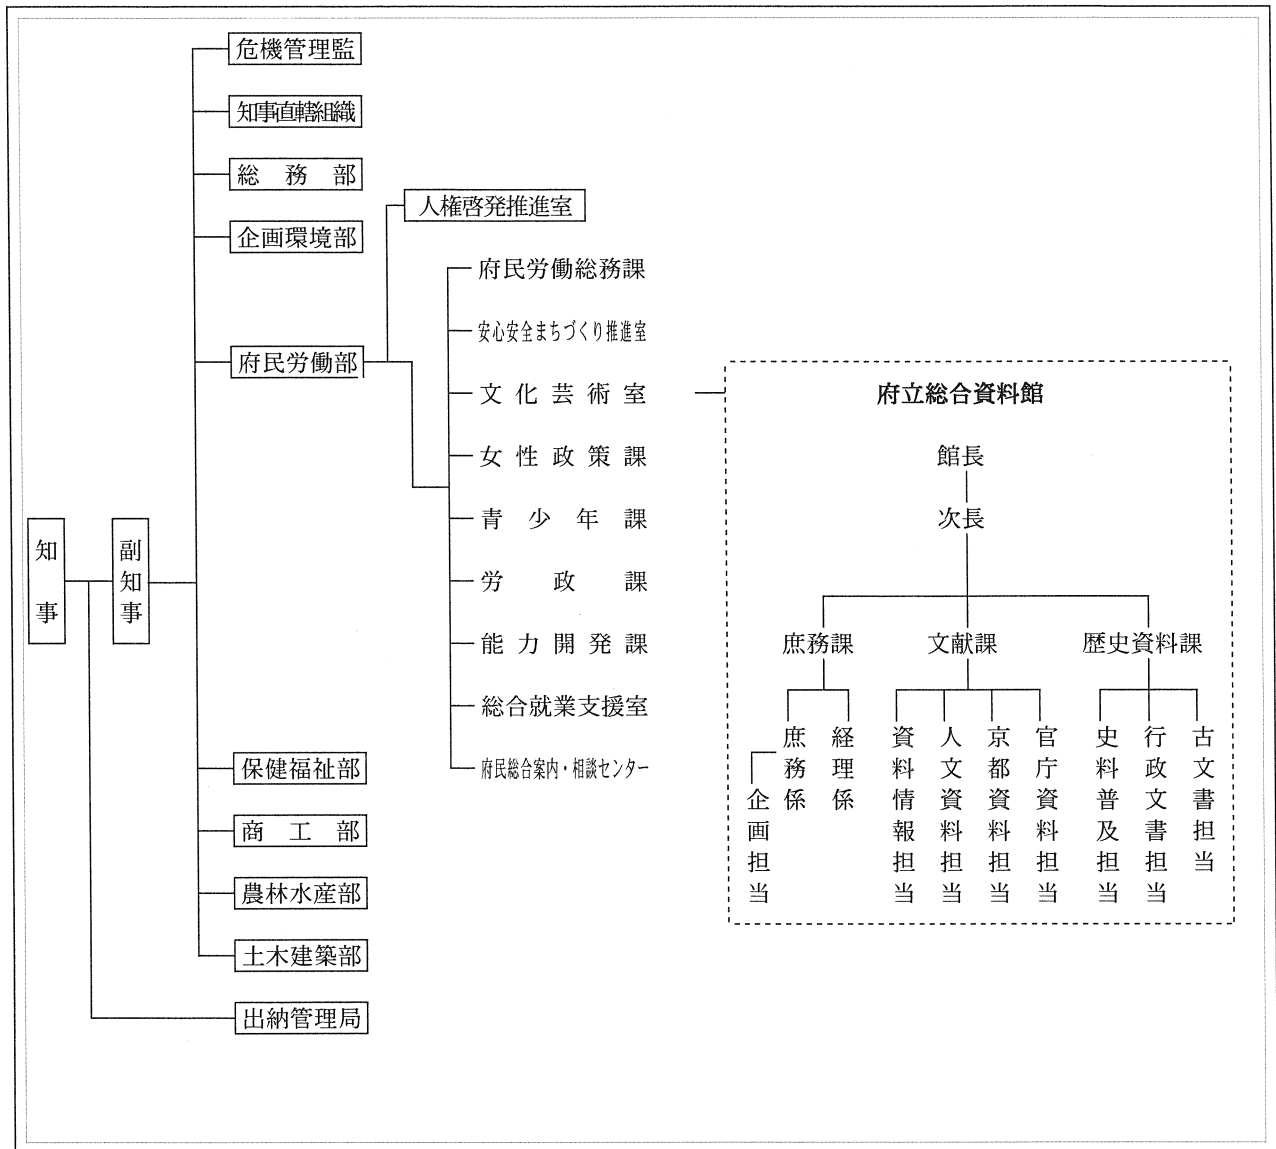 危機管理監
知事直轄組織
総務部
企画環境部
府民労働部
人権啓発推進室
府民労働総務課
安心安全まちづくり推進室
文化芸術室
女性政策課
青少年課
労政課
能力開発課
総合就業支援室
府民総合案内・相談センター
知事
副知事
保健福祉部
商工部
農林水産部
土木建築部
出納管理局
府立総合資料館
館長
次長
庶務課
文献課
歴史資料課
企画担当
庶務係
経理係
資料情報担当
人文資料担当
京都資料担当
官庁資料担当
史料普及担当
行政文書担当
古文書担当